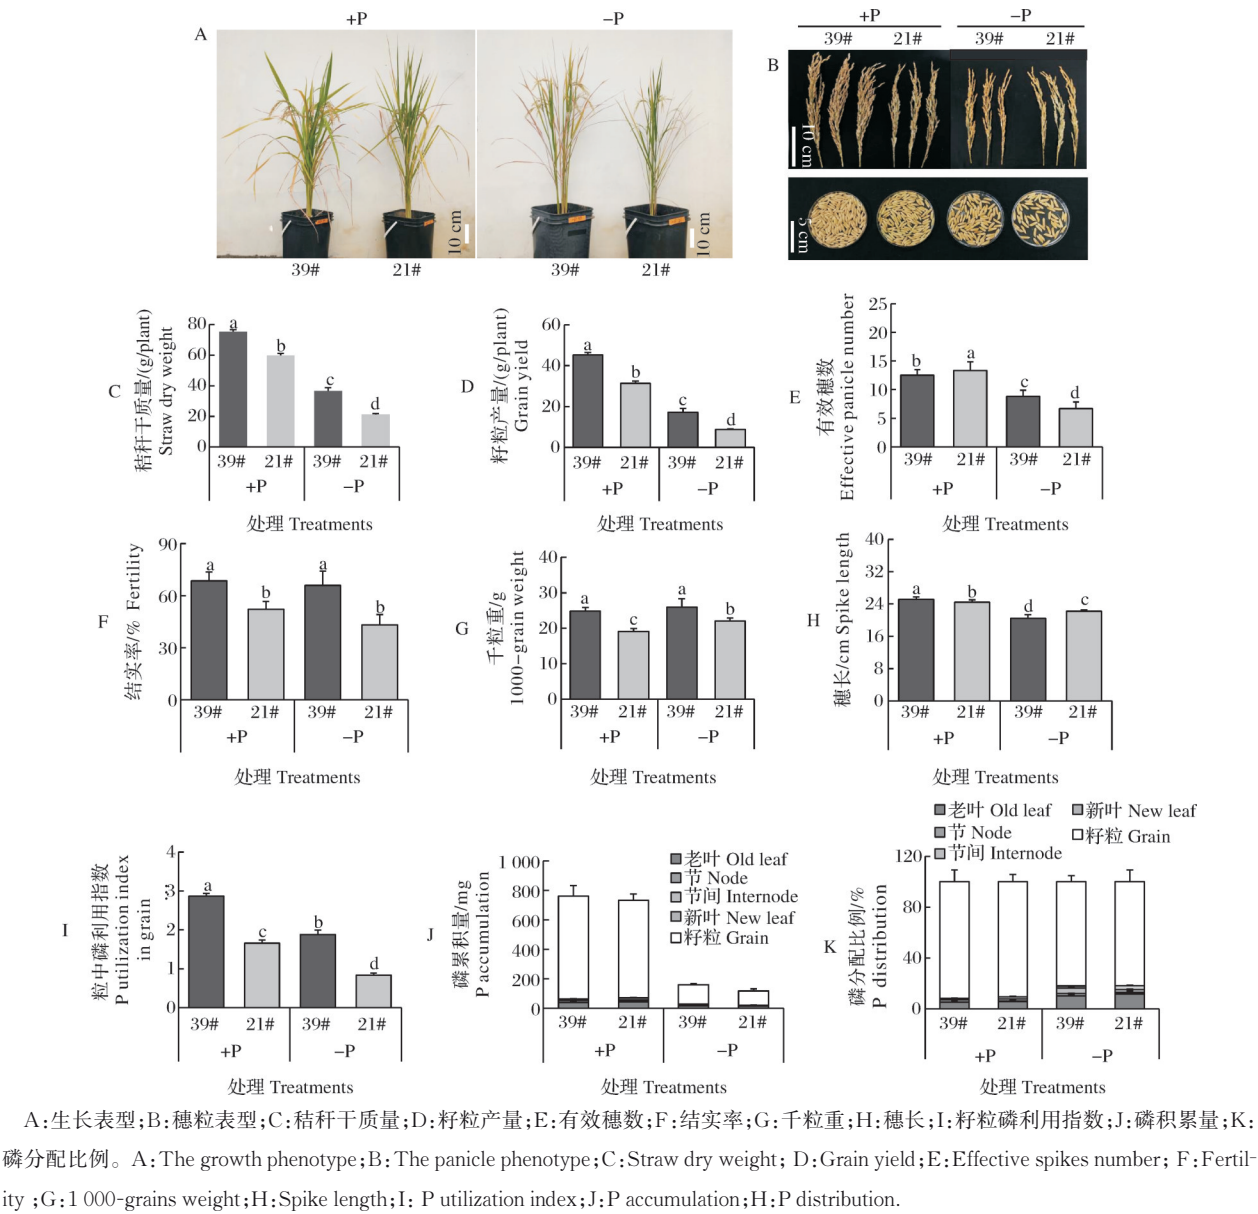 +P −P
A
39# 21# 39# 21#
10 cm 10 cm
+P −P
39# 21# 39# 21#
B
10 cm
5 cm
C
秸秆干质量/(g/plant)
Straw dry weight
80
60
40
20
0
a b c d
39# 21# 39# 21#
+P −P
处理 Treatments
D
籽粒产量/(g/plant)
Grain yield
60
40
20
0
a b c d
39# 21# 39# 21#
+P −P
E
有效穗数
Effective panicle number
25
20
15
10
5
0
b a c d
39# 21# 39# 21#
+P −P
处理 Treatments
F
结实率/% Fertility
90
60
30
0
a b a b
39# 21# 39# 21#
+P −P
处理 Treatments
G
千粒重/g
1000−grain weight
40
30
20
10
0
a c a b
39# 21# 39# 21#
+P −P
处理 Treatments
H
穗长/cm Spike length
40
32
24
16
8
0
a b d c
39# 21# 39# 21#
+P −P
处理 Treatments
I
粒中磷利用指数
P utilization index
in grain
4
3
2
1
0
a c b d
39# 21# 39# 21#
+P −P
处理 Treatments
J
磷累积量/mg
P accumulation
1 000
800
600
400
200
0
老叶 Old leaf
节 Node
节间 Internode
新叶 New leaf
籽粒 Grain
39# 21# 39# 21#
+P −P
处理 Treatments
K
磷分配比例/%
P distribution
老叶 Old leaf 新叶 New leaf
节 Node 籽粒 Grain
节间 Internode
120
80
40
0
39# 21# 39# 21#
+P −P
处理 Treatments
A:生长表型;B:穗粒表型;C:秸秆干质量;D:籽粒产量;E:有效穗数;F:结实率;G:千粒重;H:穗长;I:籽粒磷利用指数;J:磷积累量;K:
磷分配比例。A:The growth phenotype;B:The panicle phenotype;C:Straw dry weight; D:Grain yield;E:Effective spikes number; F:Fertil-
ity ;G:1 000-grains weight;H:Spike length;I: P utilization index;J:P accumulation;H:P distribution.